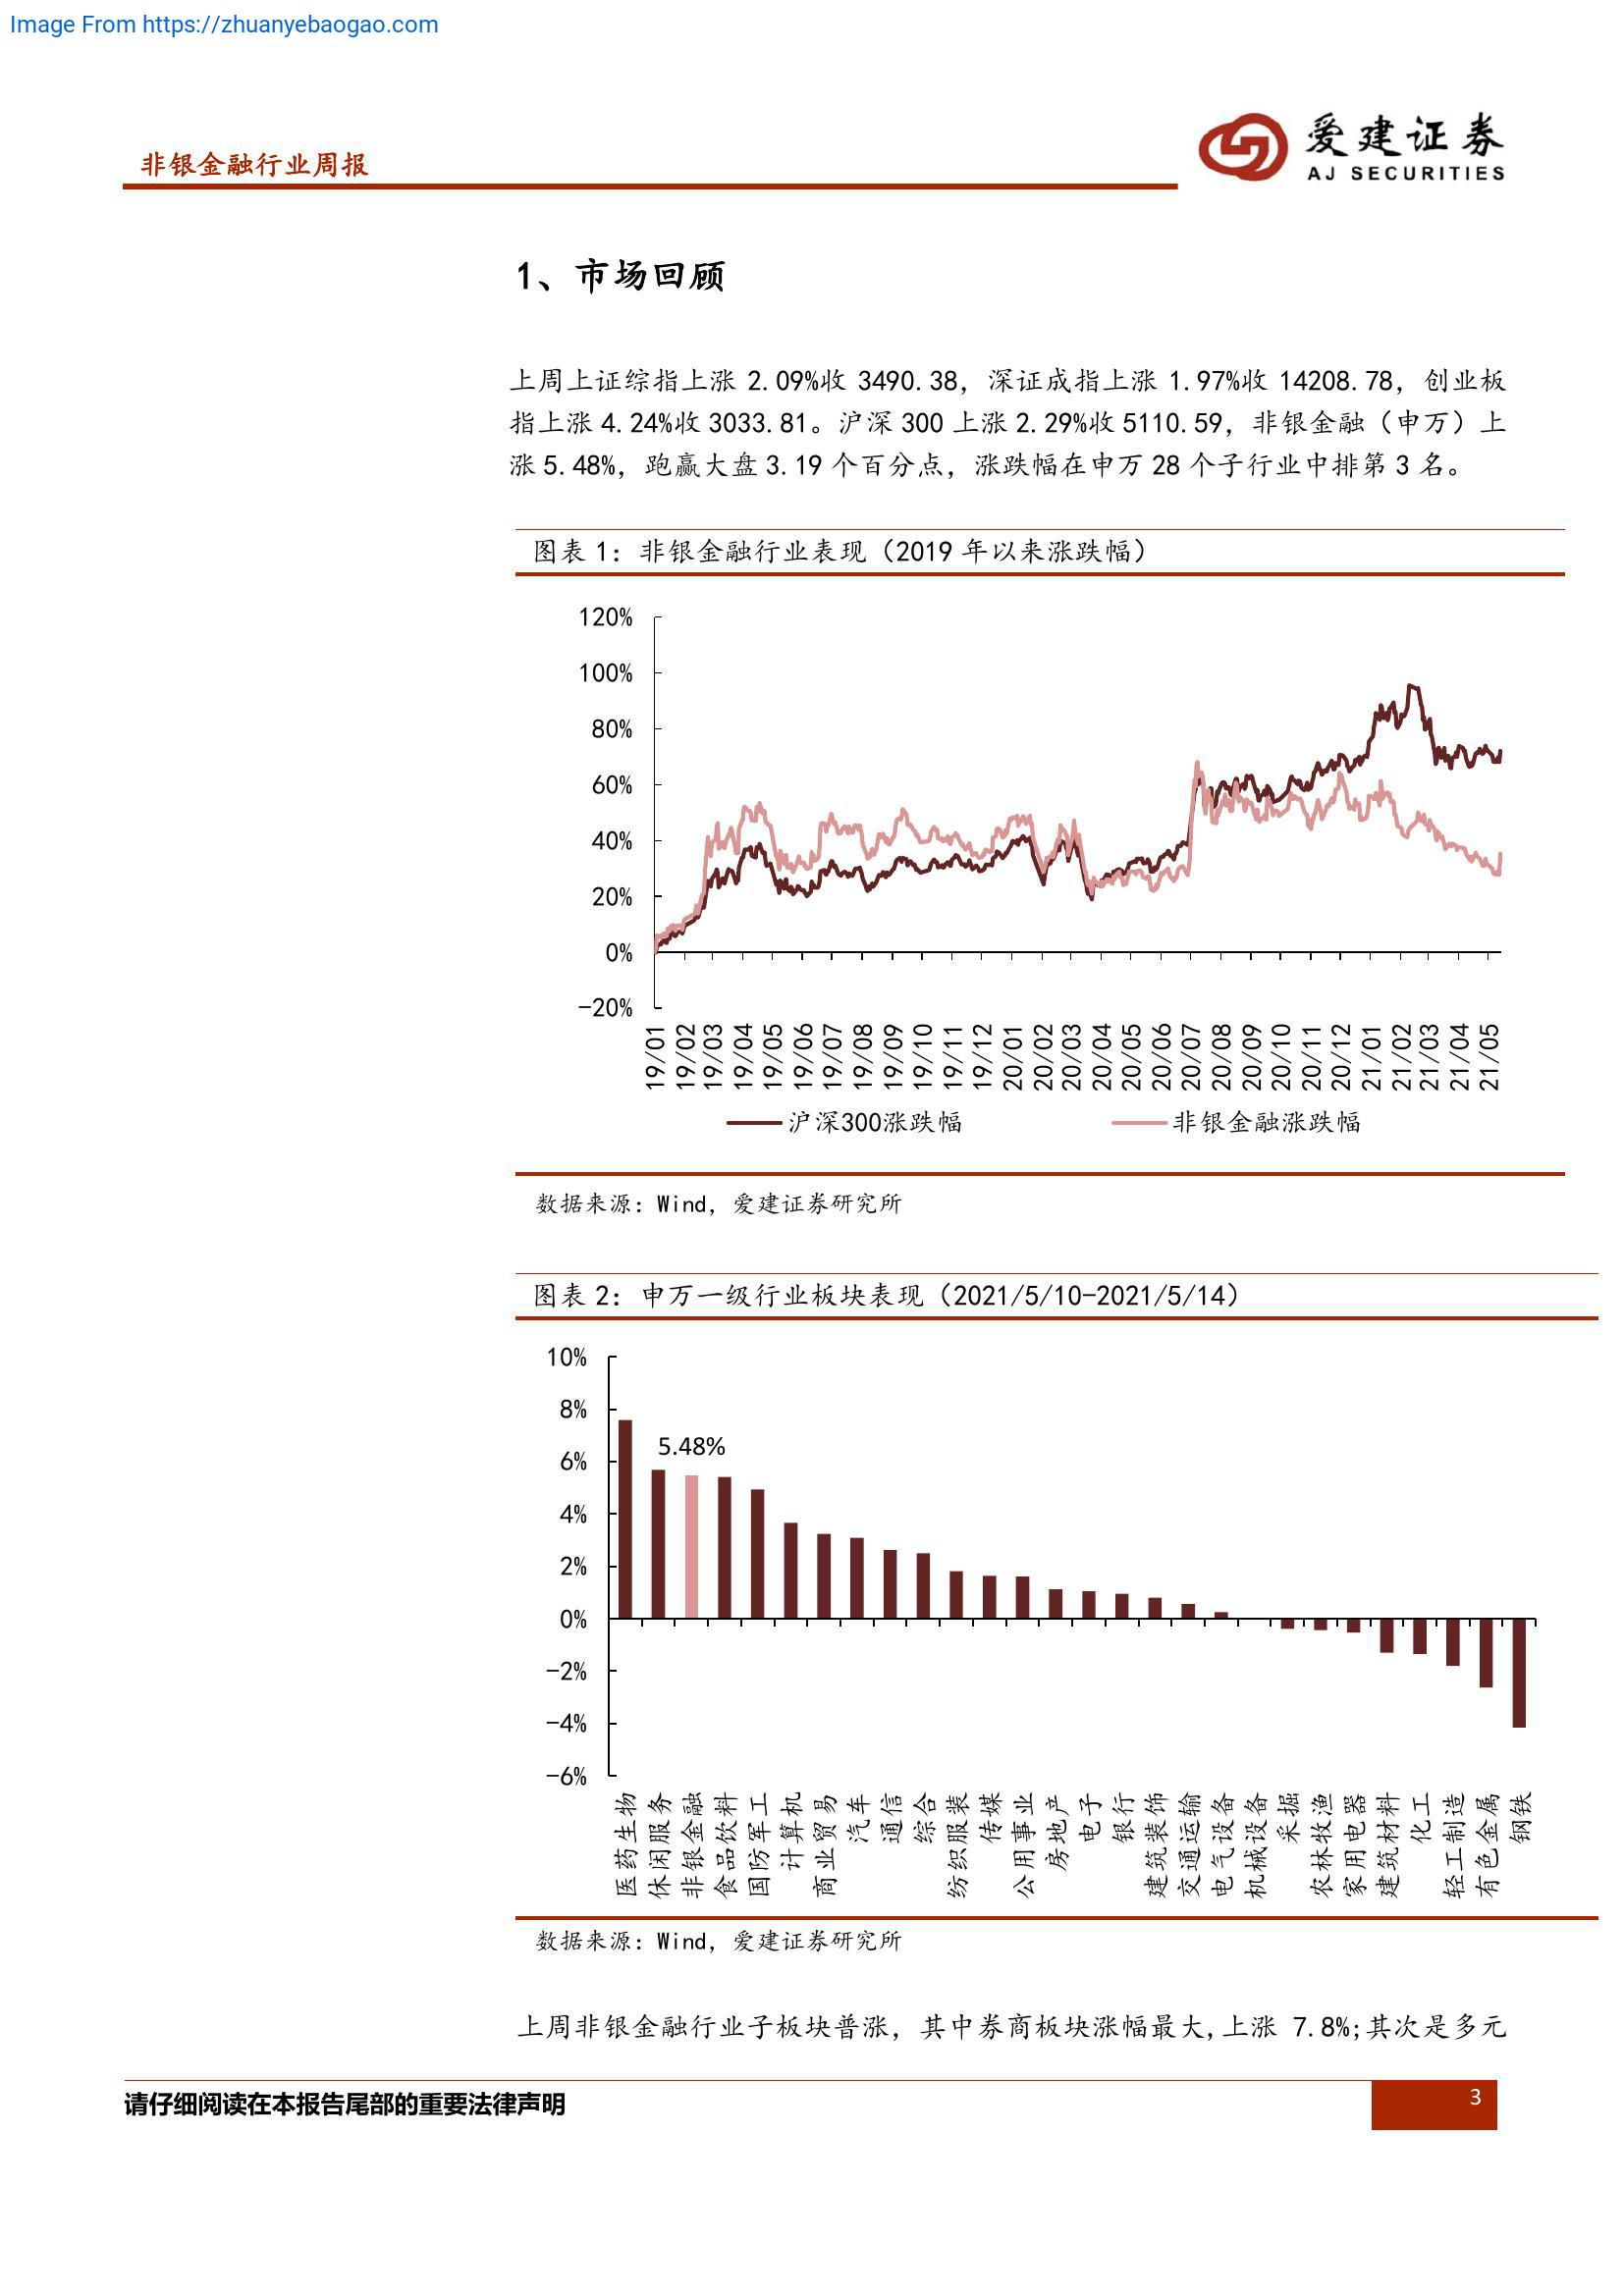 Image From https://zhuanyebaogao.com
非银金融行业周报
爱建证券
AJ SECURITIES
1、市场回顾
上周上证综指上涨 2.09%收 3490.38，深证成指上涨 1.97%收 14208.78，创业板
指上涨 4.24%收 3033.81。沪深 300 上涨 2.29%收 5110.59，非银金融（申万）上
涨 5.48%，跑赢大盘 3.19 个百分点，涨跌幅在申万 28 个子行业中排第 3 名。
图表 1：非银金融行业表现（2019 年以来涨跌幅）
120%
100%
80%
60%
40%
20%
0%
-20%
19/01
19/02
19/03
19/04
19/05
19/06
19/07
19/08
19/09
19/10
19/11
19/12
20/01
20/02
20/03
20/04
20/05
20/06
20/07
20/08
20/09
20/10
20/11
20/12
21/01
21/02
21/03
21/04
21/05
沪深300涨跌幅
非银金融涨跌幅
数据来源：Wind，爱建证券研究所
图表 2：申万一级行业板块表现（2021/5/10-2021/5/14）
10%
8%
6%
4%
2%
0%
-2%
-4%
-6%
5.48%
医药生物
休闲服务
非银金融
食品饮料
国防军工
计算机
商业贸易
汽车
通信
综合
纺织服装
传媒
公用事业
房地产
电子
银行
建筑装饰
交通运输
电气设备
机械设备
采掘
农林牧渔
家用电器
建筑材料
化工
轻工制造
有色金属
钢铁
数据来源：Wind，爱建证券研究所
上周非银金融行业子板块普涨，其中券商板块涨幅最大,上涨 7.8%;其次是多元
请仔细阅读在本报告尾部的重要法律声明
3